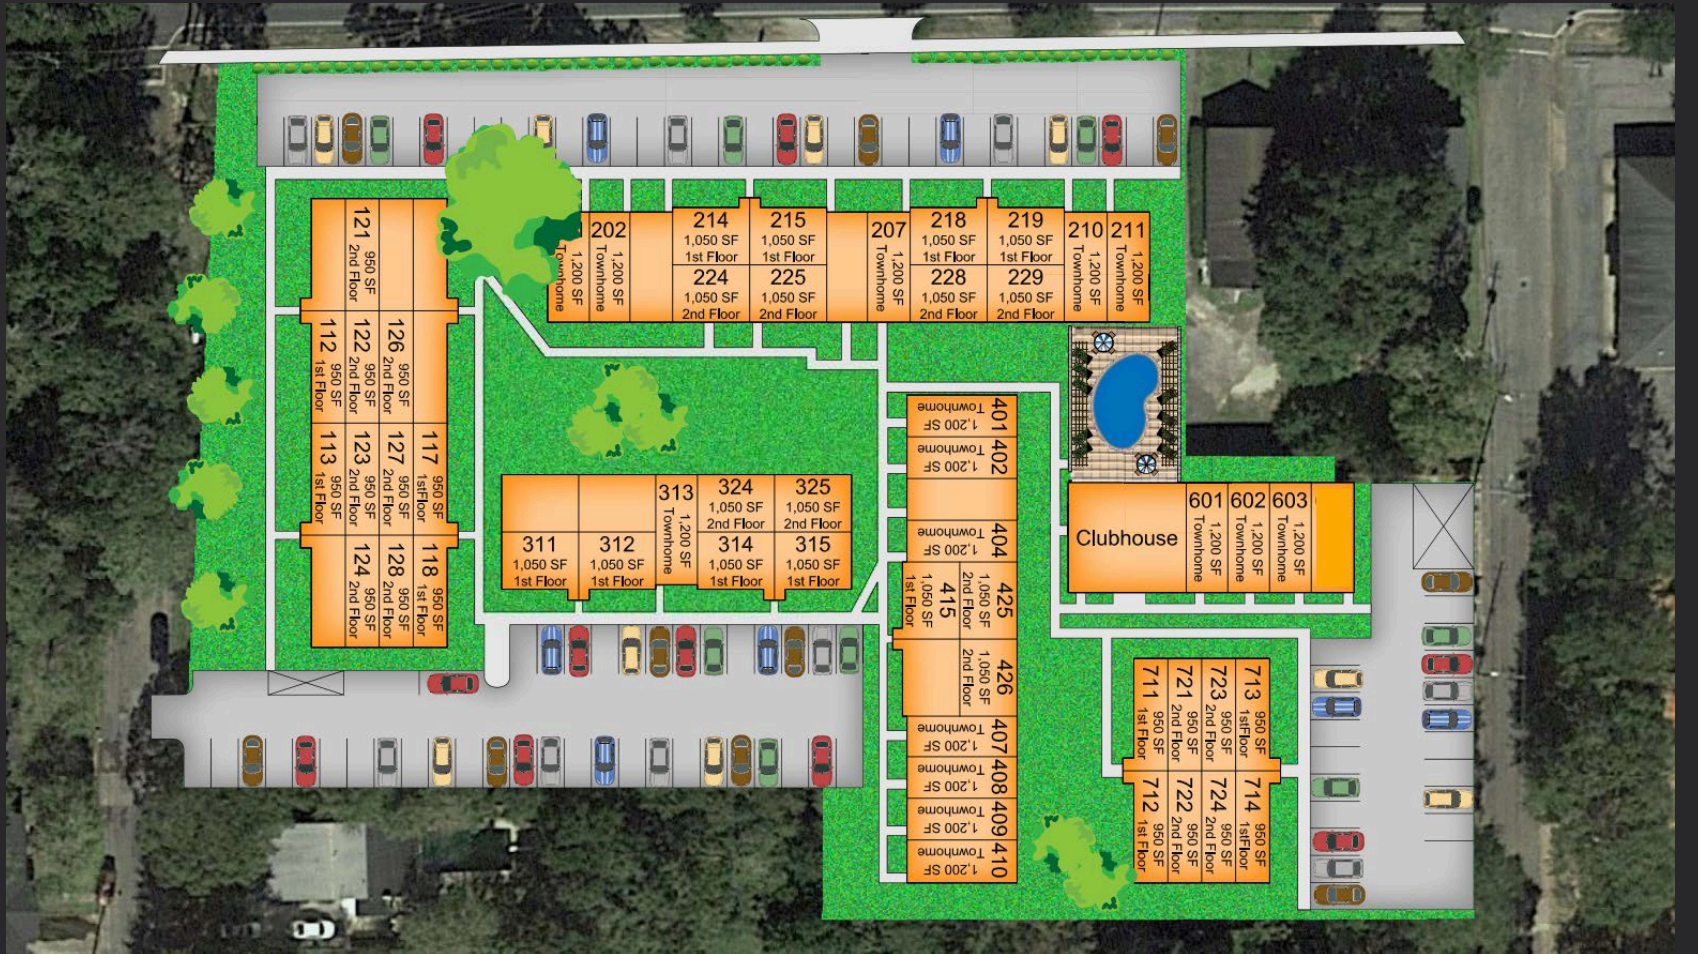 121
950 SF
2nd Floor
112
950 SF
1st Floor
122
950 SF
2nd Floor
126
950 SF
2nd Floor
113
950 SF
1st Floor
123
950 SF
2nd Floor
127
950 SF
2nd Floor
117
950 SF
1stFloor
124
950 SF
2nd Floor
128
950 SF
2nd Floor
118
950 SF
1st Floor
1,200 SF
Townhome
202
1,200 SF
Townhome
214
1,050 SF
1st Floor
224
1,050 SF
2nd Floor
215
1,050 SF
1st Floor
225
1,050 SF
2nd Floor
207
1,200 SF
Townhome
218
1,050 SF
1st Floor
228
1,050 SF
2nd Floor
219
1,050 SF
1st Floor
229
1,050 SF
2nd Floor
210
1,200 SF
Townhome
211
1,200 SF
Townhome
313
1,200 SF
Townhome
324
1,050 SF
2nd Floor
325
1,050 SF
2nd Floor
311
1,050 SF
1st Floor
312
1,050 SF
1st Floor
314
1,050 SF
1st Floor
315
1,050 SF
1st Floor
401
Townhome
1,200 SF
402
Townhome
1,200 SF
404
Townhome
1,200 SF
415
1,050 SF
1st Floor
425
1,050 SF
2nd Floor
426
1,050 SF
2nd Floor
407
Townhome
1,200 SF
408
Townhome
1,200 SF
409
Townhome
1,200 SF
410
Townhome
1,200 SF
Clubhouse
601
1,200 SF
Townhome
602
1,200 SF
Townhome
603
1,200 SF
Townhome
711
950 SF
1st Floor
721
950 SF
2nd Floor
723
950 SF
2nd Floor
713
950 SF
1stFloor
712
950 SF
1st Floor
722
950 SF
2nd Floor
724
950 SF
2nd Floor
714
950 SF
1stFloor